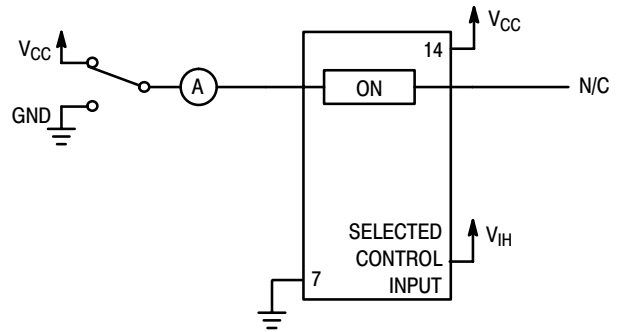 VCC
VCC
14
A
ON
N/C
GND
SELECTED
CONTROL
INPUT
VIH
7